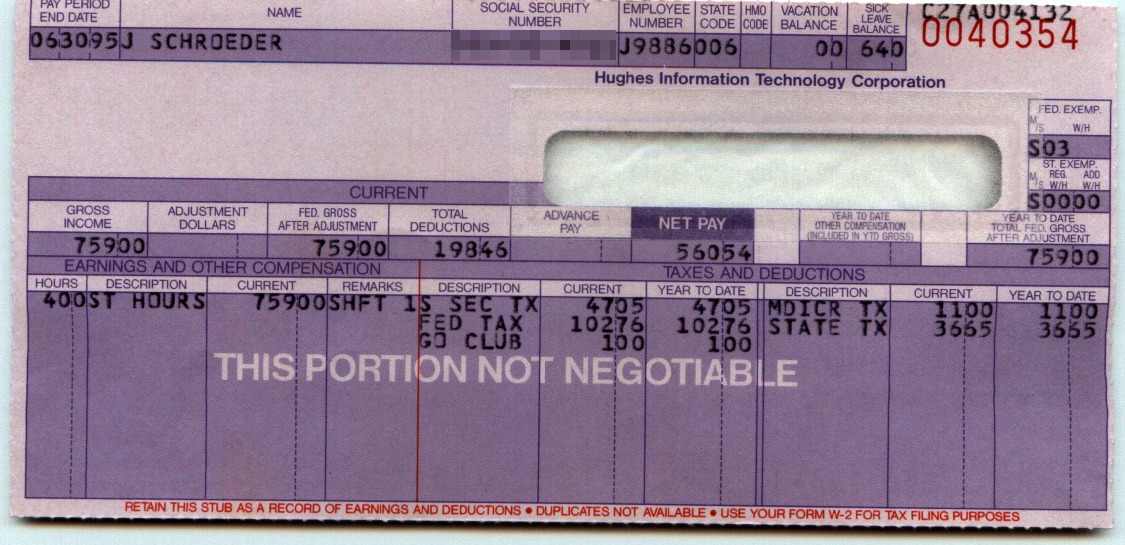 PAY PERIOD END DATE NAME SOCIAL SECURITY NUMBER EMPLOYEE NUMBER STATE CODE HMO CODE VACATION BALANCE SICK LEAVE BALANCE C27A004132
063095 J SCHROEDER J9886 006 00 640 0040354
Hughes Information Technology Corporation
FED. EXEMP.
M/S W/H
S03
ST. EXEMP.
M/S REG. W/H ADD W/H
S0000
CURRENT
GROSS INCOME ADJUSTMENT DOLLARS FED. GROSS AFTER ADJUSTMENT TOTAL DEDUCTIONS ADVANCE PAY NET PAY YEAR TO DATE OTHER COMPENSATION (INCLUDED IN YTD GROSS) YEAR TO DATE TOTAL FED. GROSS AFTER ADJUSTMENT
75900 75900 19846 56054 75900
EARNINGS AND OTHER COMPENSATION TAXES AND DEDUCTIONS
HOURS DESCRIPTION CURRENT REMARKS DESCRIPTION CURRENT YEAR TO DATE DESCRIPTION CURRENT YEAR TO DATE
400 ST HOURS 75900 SHFT 1 S SEC TX 4705 4705 MDICR TX 1100 1100
FED TAX 10276 10276 STATE TX 3665 3665
GO CLUB 100 100
THIS PORTION NOT NEGOTIABLE
RETAIN THIS STUB AS A RECORD OF EARNINGS AND DEDUCTIONS ● DUPLICATES NOT AVAILABLE ● USE YOUR FORM W-2 FOR TAX FILING PURPOSES